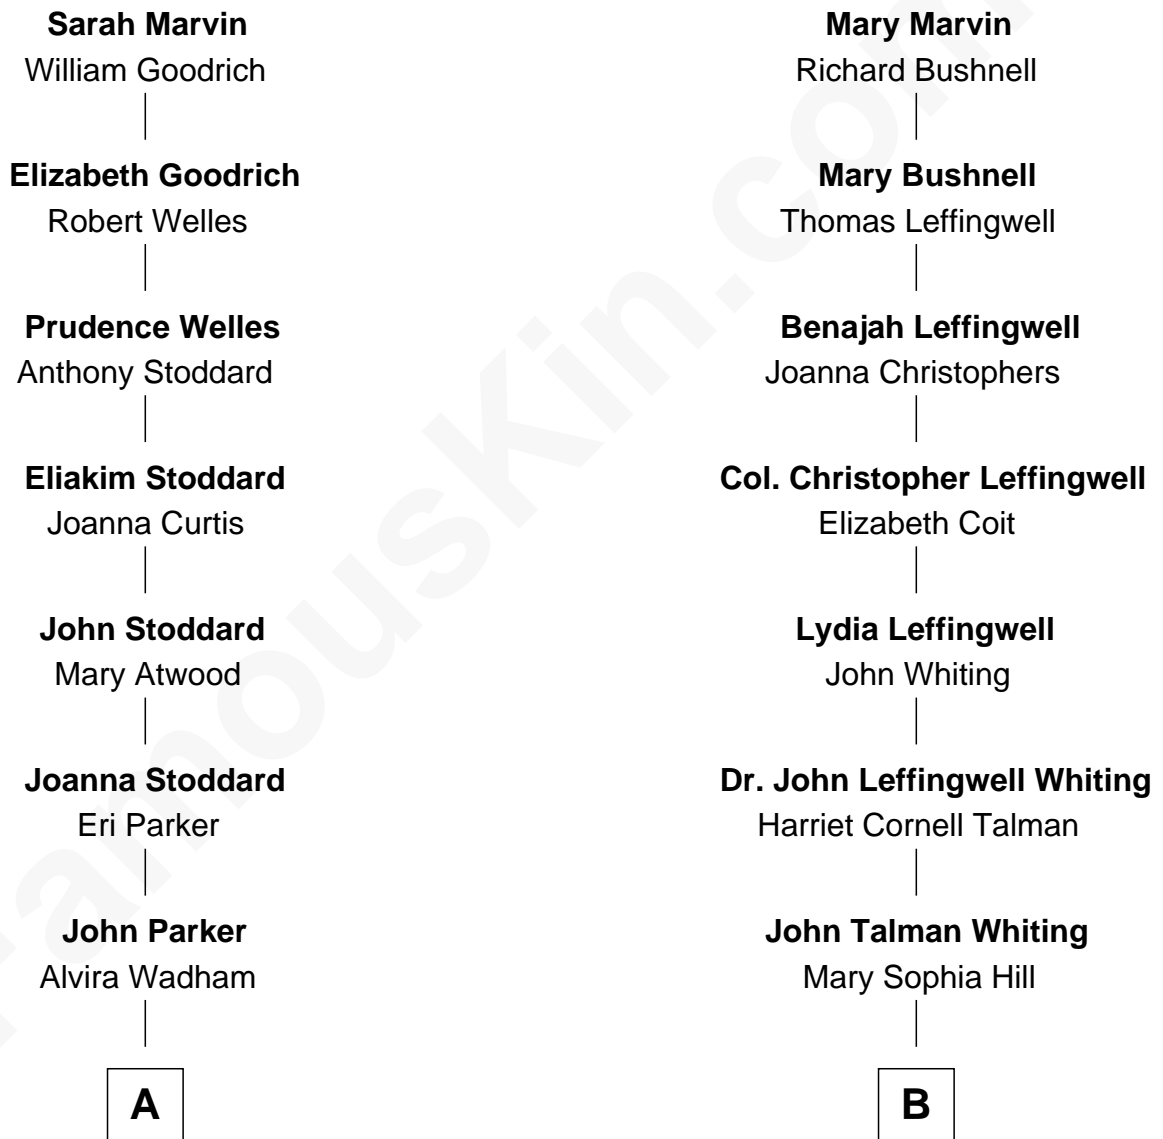 Sarah Marvin
William Goodrich
Elizabeth Goodrich
Robert Welles
Prudence Welles
Anthony Stoddard
Eliakim Stoddard
Joanna Curtis
John Stoddard
Mary Atwood
Joanna Stoddard
Eri Parker
John Parker
Alvira Wadham
A
Mary Marvin
Richard Bushnell
Mary Bushnell
Thomas Leffingwell
Benajah Leffingwell
Joanna Christophers
Col. Christopher Leffingwell
Elizabeth Coit
Lydia Leffingwell
John Whiting
Dr. John Leffingwell Whiting
Harriet Cornell Talman
John Talman Whiting
Mary Sophia Hill
B
FamousKin.com